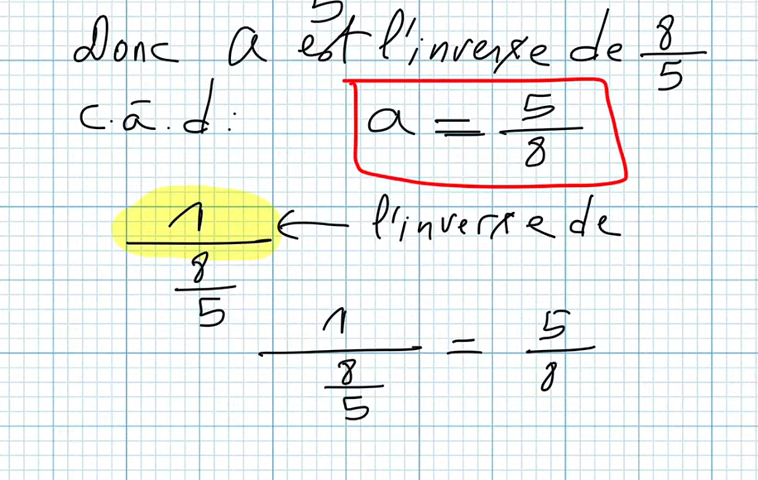 Donc a est l'inverse de 8/5
c.à.d: a = 5/8
1/(8/5) ← l'inverse de
1/(8/5) = 5/8